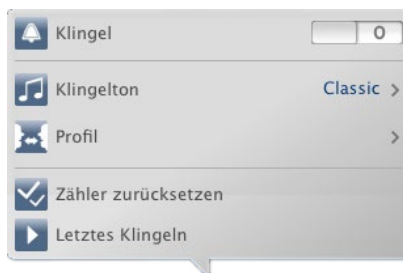 Klingel 0
Klingelton Classic >
Profil >
Zähler zurücksetzen
Letztes Klingeln